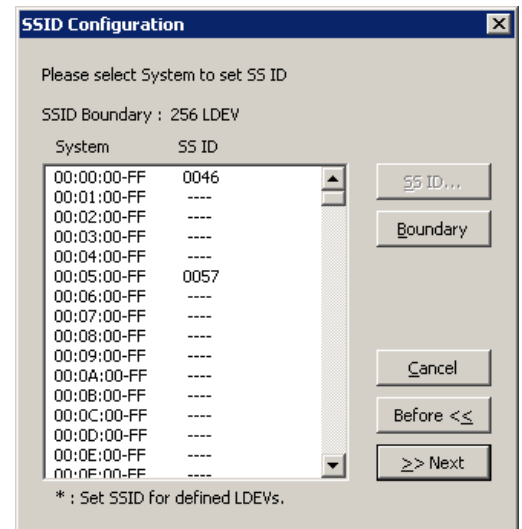 SSID Configuration
Please select System to set SS ID
SSID Boundary : 256 LDEV
System SS ID
00:00:00-FF 0046
00:01:00-FF ----
00:02:00-FF ----
00:03:00-FF ----
00:04:00-FF ----
00:05:00-FF 0057
00:06:00-FF ----
00:07:00-FF ----
00:08:00-FF ----
00:09:00-FF ----
00:0A:00-FF ----
00:0B:00-FF ----
00:0C:00-FF ----
00:0D:00-FF ----
00:0E:00-FF ----
00:0F:00-FF ----
SS ID...
Boundary
Cancel
Before <<
>> Next
* : Set SSID for defined LDEVs.